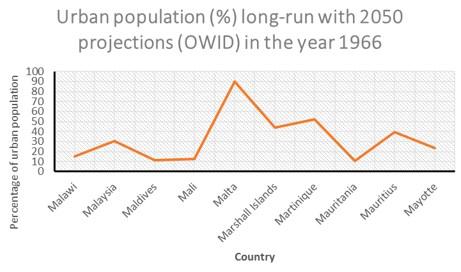 Urban population (%) long-run with 2050
projections (OWID) in the year 1966
Percentage of urban population
100
90
80
70
60
50
40
30
20
10
0
Malawi
Malaysia
Maldives
Mali
Malta
Marshall Islands
Martinique
Mauritania
Mauritius
Mayotte
Country